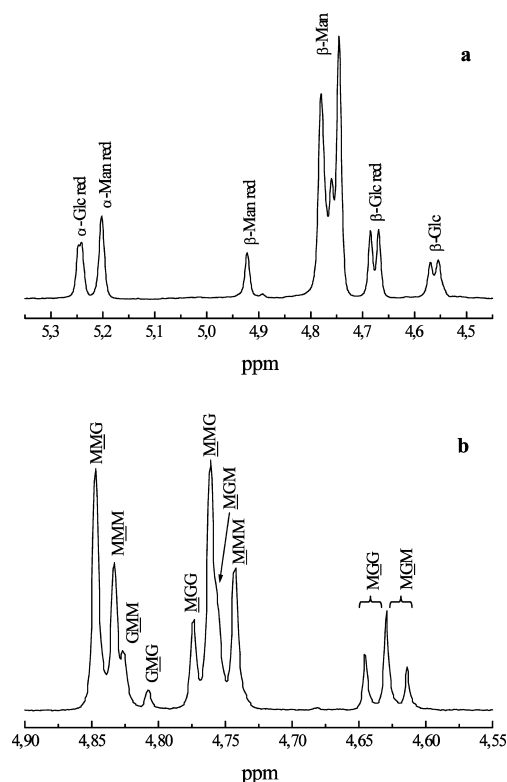 a
α-Glc red
α-Man red
β-Man red
β-Man
β-Glc red
β-Glc
5,3 5,2 5,1 5,0 4,9 4,8 4,7 4,6 4,5
ppm
b
MMG
MMM
GMM
GMG
MGG
MMG
MGM
MMM
MGG
MGM
4,90 4,85 4,80 4,75 4,70 4,65 4,60 4,55
ppm